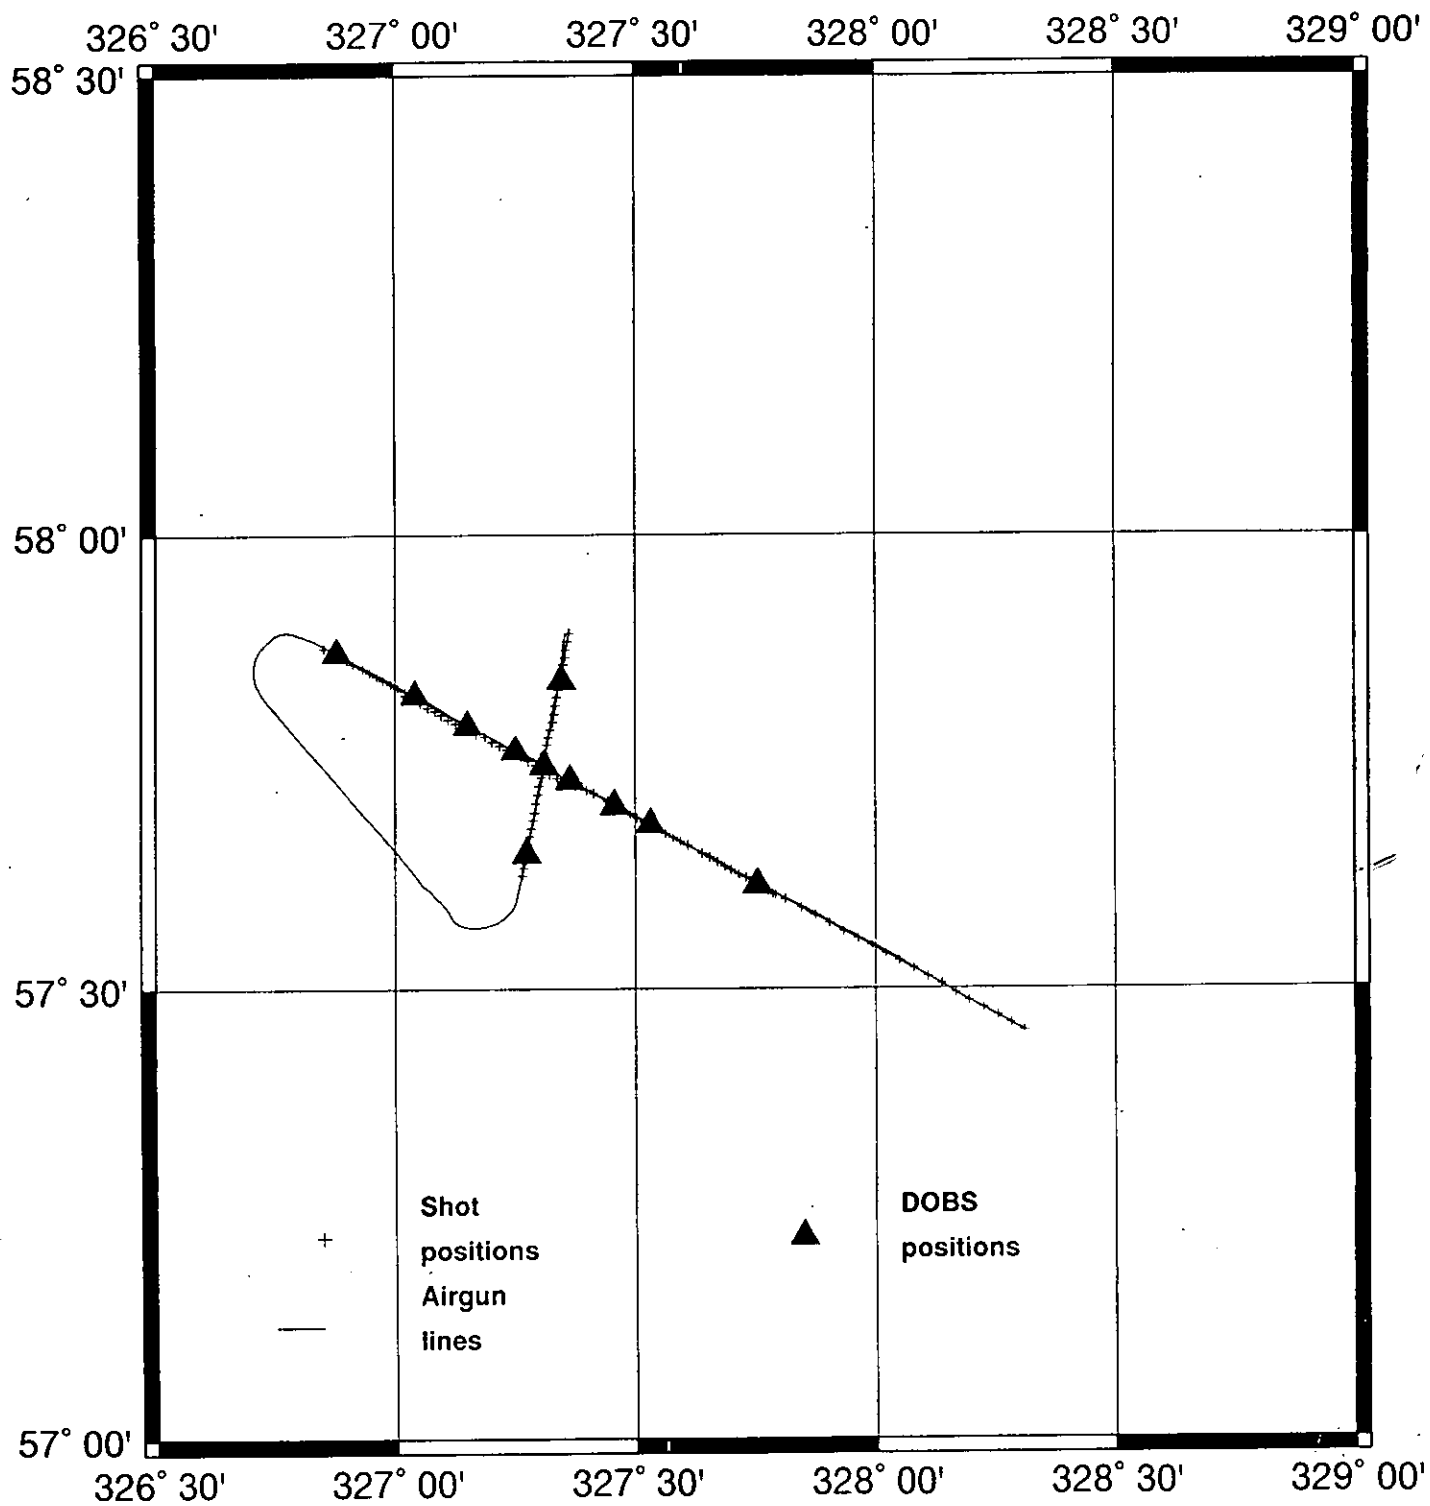 326° 30' 327° 00' 327° 30' 328° 00' 328° 30' 329° 00'
58° 30'
58° 00'
57° 30'
Shot
positions
Airgun
lines
DOBS
positions
57° 00'
326° 30' 327° 00' 327° 30' 328° 00' 328° 30' 329° 00'